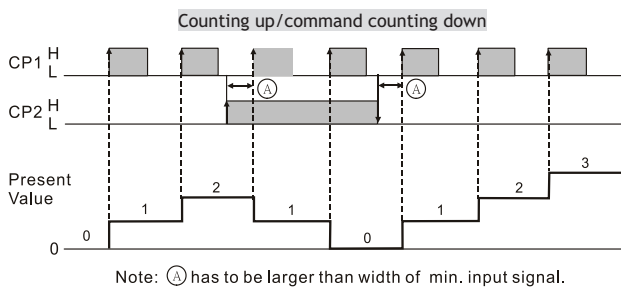 Counting up/command counting down
CP1 H
L
A A
CP2 H
L
Present
Value
3
2 2
1 1 1
0 0
0
Note: A has to be larger than width of min. input signal.